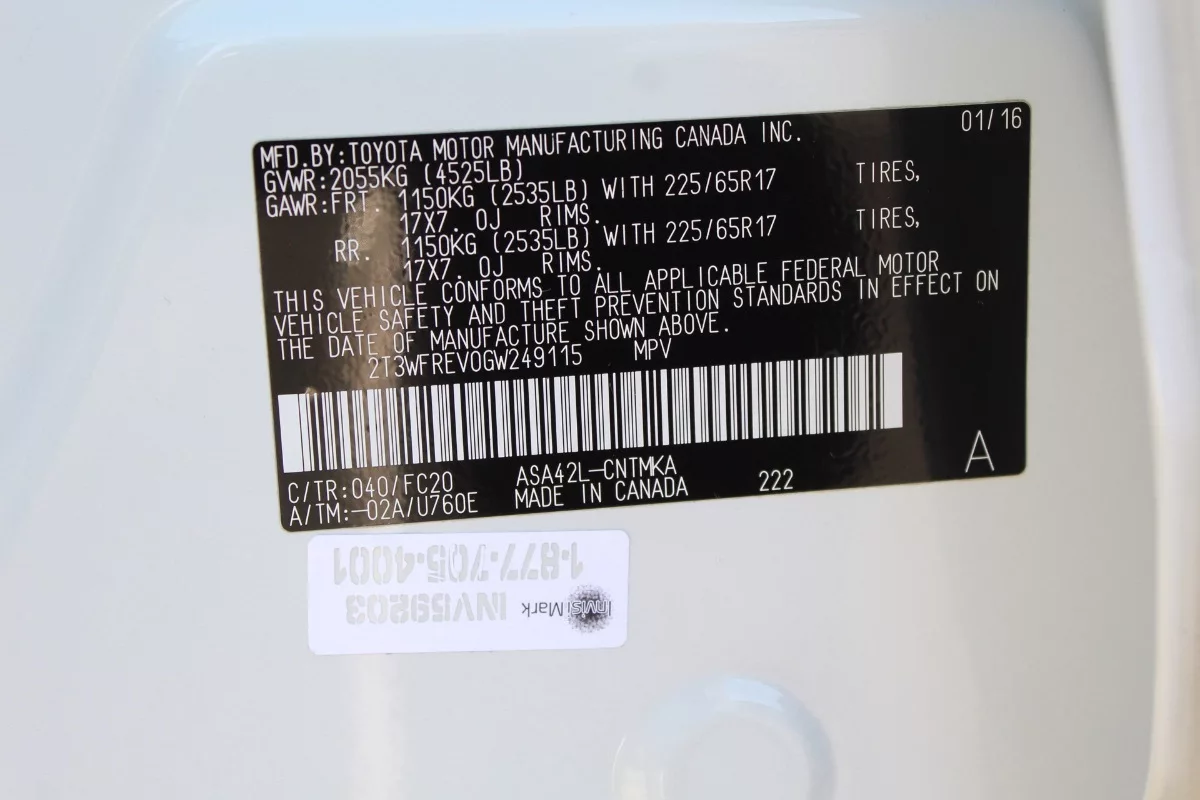 MFD.BY:TOYOTA MOTOR MANUFACTURING CANADA INC. 01/16
GVWR:2055KG (4525LB)
GAWR:FRT. 1150KG (2535LB) WITH 225/65R17 TIRES,
17X7. 0J RIMS.
RR. 1150KG (2535LB) WITH 225/65R17 TIRES,
17X7. 0J RIMS.
THIS VEHICLE CONFORMS TO ALL APPLICABLE FEDERAL MOTOR
VEHICLE SAFETY AND THEFT PREVENTION STANDARDS IN EFFECT ON
THE DATE OF MANUFACTURE SHOWN ABOVE.
2T3WFREV0GW249115 MPV
C/TR:040/FC20 ASA42L-CNTMKA 222 A
A/TM:-02A/U760E MADE IN CANADA
InvisiMark INV59203
1-877-705-4001